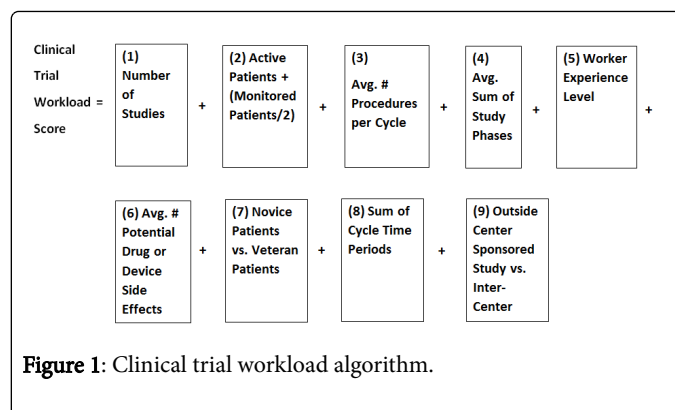 Clinical
Trial
Workload =
Score
(1)
Number
of
Studies
+
(2) Active
Patients +
(Monitored
Patients/2)
+
(3)
Avg. #
Procedures
per Cycle
+
(4)
Avg.
Sum of
Study
Phases
+
(5) Worker
Experience
Level
+
(6) Avg. #
Potential
Drug or
Device
Side
Effects
+
(7) Novice
Patients
vs. Veteran
Patients
+
(8) Sum of
Cycle Time
Periods
+
(9) Outside
Center
Sponsored
Study vs.
Inter-
Center
Figure 1: Clinical trial workload algorithm.